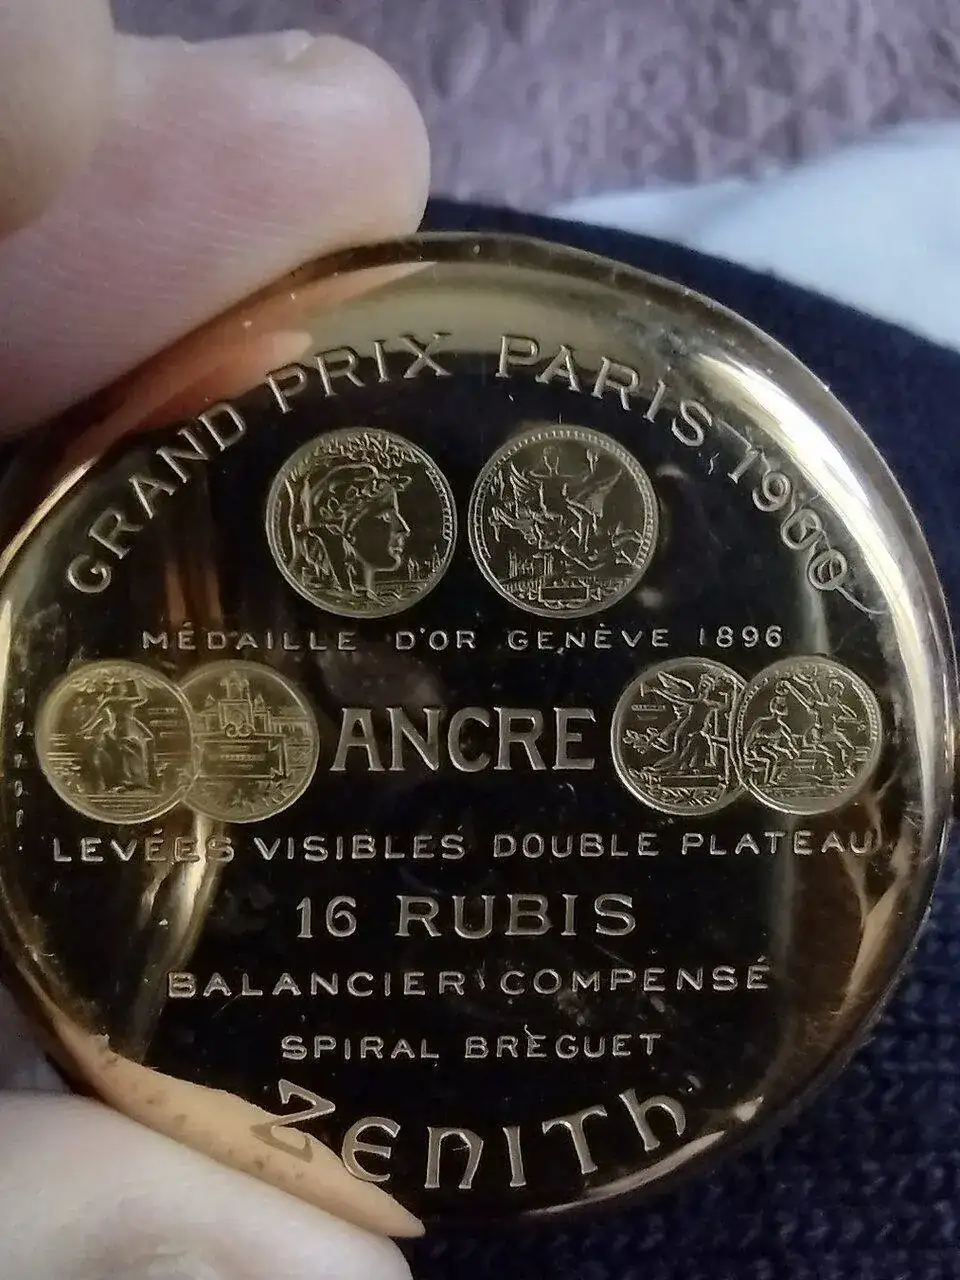 GRAND PRIX PARIS 1900
MÉDAILLE D'OR GENÈVE 1896
ANCRE
LEVÉES VISIBLES DOUBLE PLATEAU
16 RUBIS
BALANCIER COMPENSÉ
SPIRAL BREGUET
ZENITH